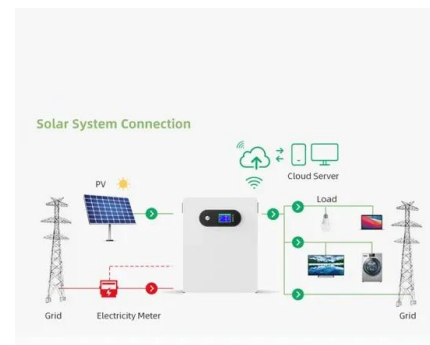 Solar System Connection
Cloud Server
PV
Load
Grid
Electricity Meter
Grid